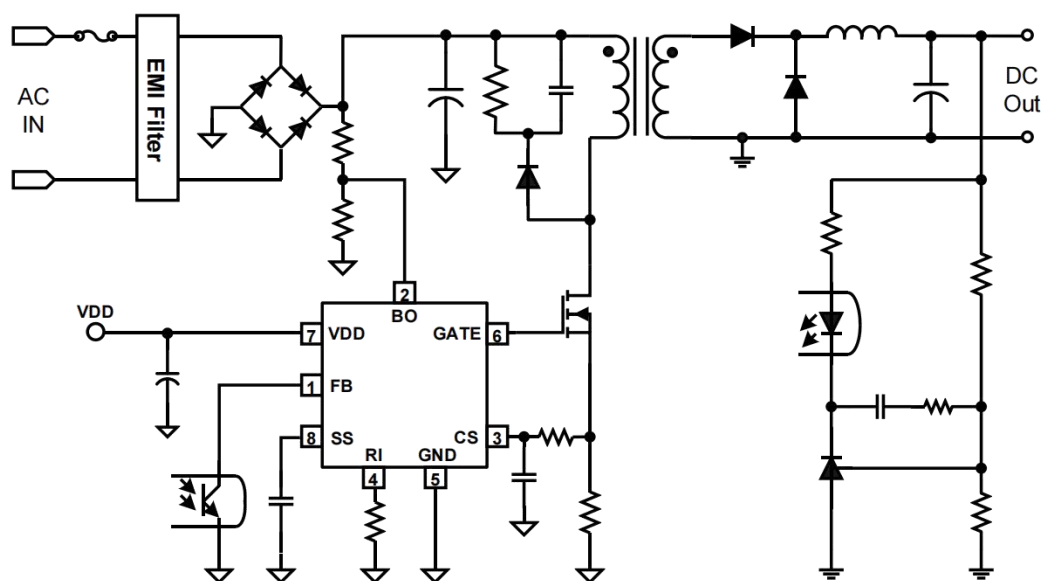 AC
IN
EMI Filter
DC
Out
VDD
2
BO
7
VDD
GATE
6
1
FB
8
SS
CS
3
RI
GND
4
5